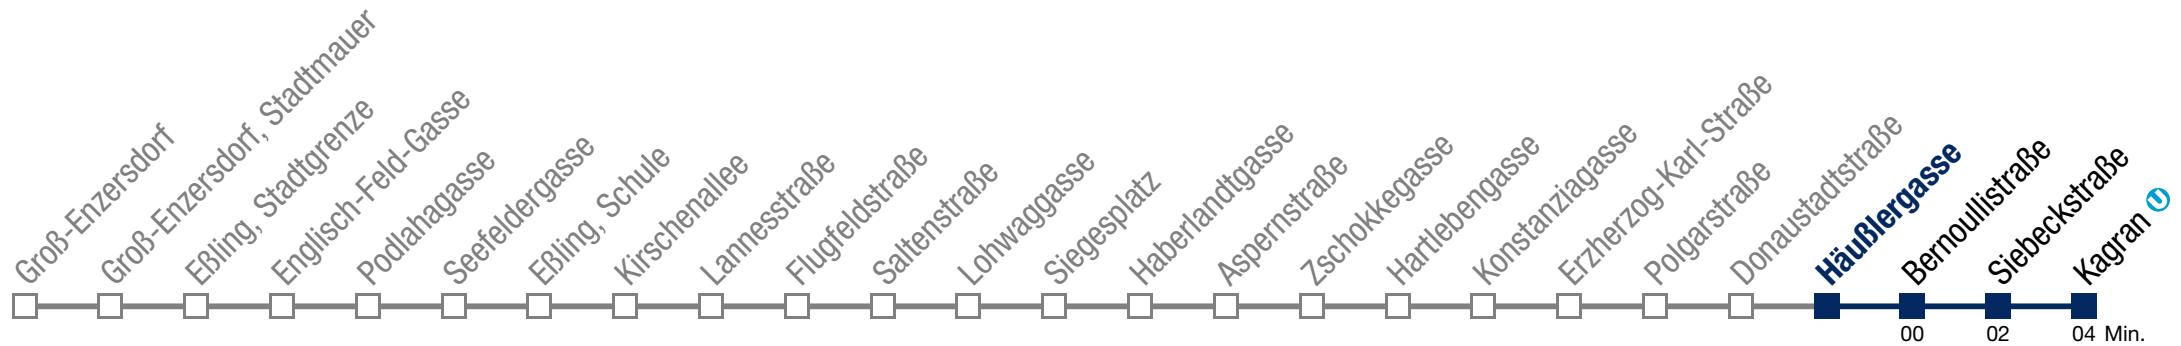 Groß-Enzersdorf
Groß-Enzersdorf, Stadtmauer
Eßling, Stadtgrenze
Englisch-Feld-Gasse
Podlahagasse
Seefeldergasse
Eßling, Schule
Kirschenallee
Lannesstraße
Flugfeldstraße
Saltenstraße
Lohwaggasse
Siegesplatz
Haberlandtgasse
Aspernstraße
Zschokkegasse
Hartlebengasse
Konstanziagasse
Erzherzog-Karl-Straße
Polgarstraße
Donaustadtstraße
Häußlergasse
Bernoullistraße
Siebeckstraße
Kagran U
00 02 04 Min.